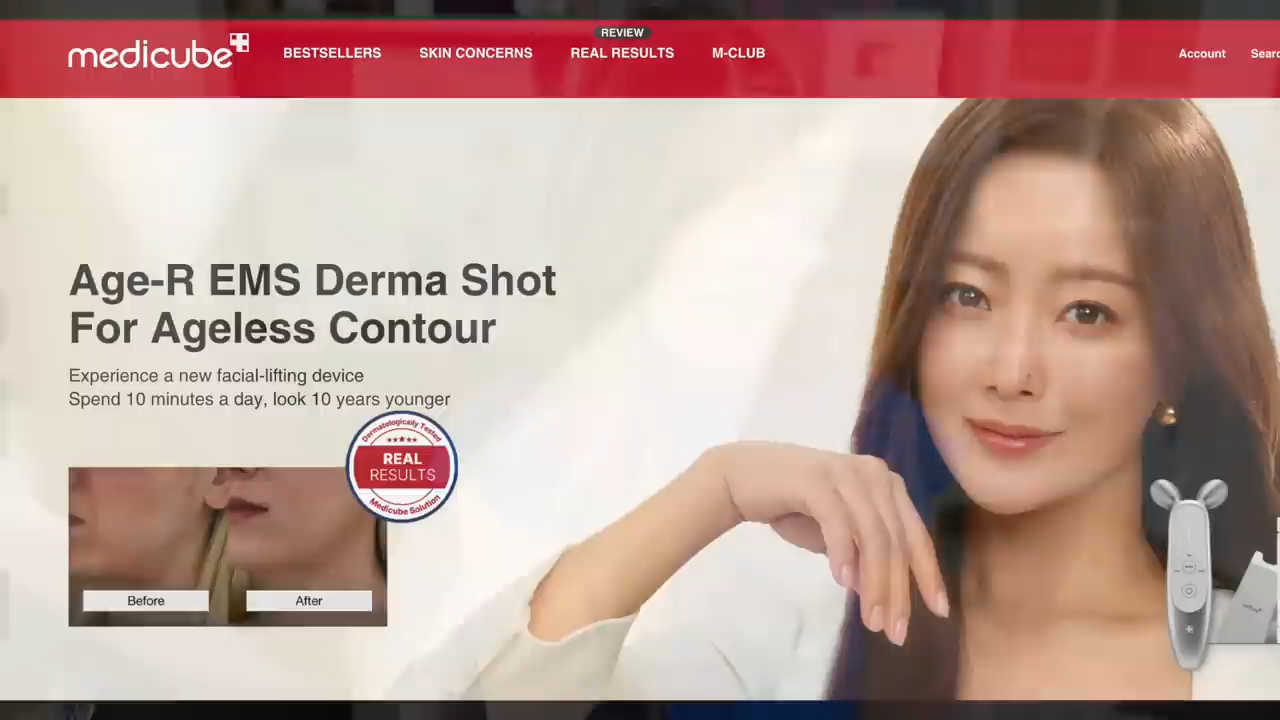 REVIEW
medicube
BESTSELLERS
SKIN CONCERNS
REAL RESULTS
M-CLUB
Account
Age-R EMS Derma Shot
For Ageless Contour
Experience a new facial-lifting device
Spend 10 minutes a day, look 10 years younger
Dermatologically Tested
REAL
RESULTS
Medicube Solution
Before
After